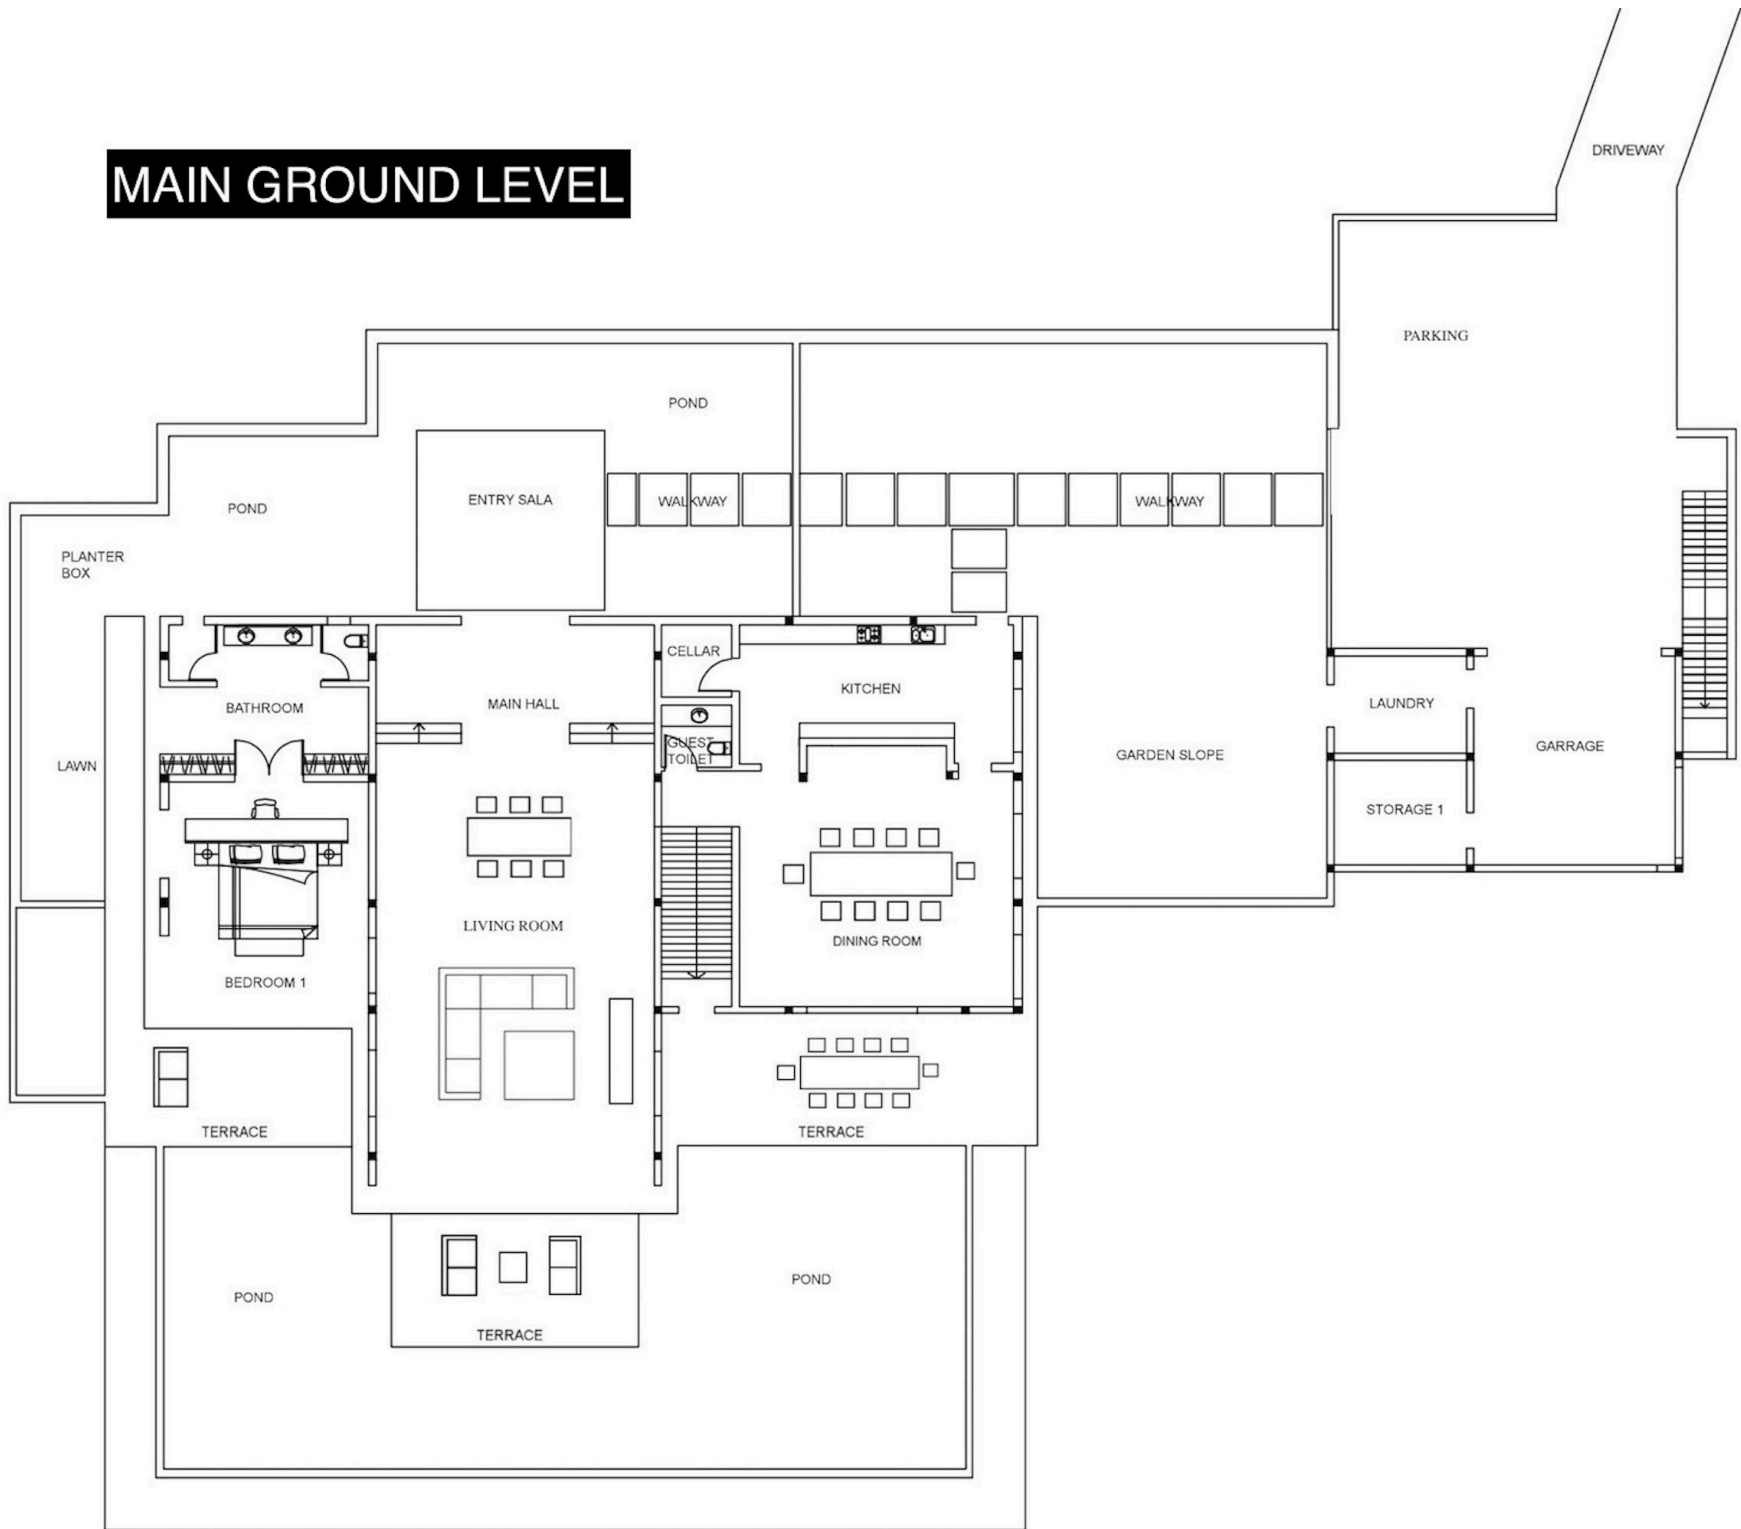 DRIVEWAY
MAIN GROUND LEVEL
PARKING
POND
ENTRY SALA
WALKWAY
WALKWAY
POND
PLANTER
BOX
CELLAR
KITCHEN
BATHROOM
MAIN HALL
LAUNDRY
GUEST
TOILET
GARDEN SLOPE
GARRAGE
LAWN
STORAGE 1
LIVING ROOM
DINING ROOM
BEDROOM 1
TERRACE
TERRACE
POND
POND
TERRACE